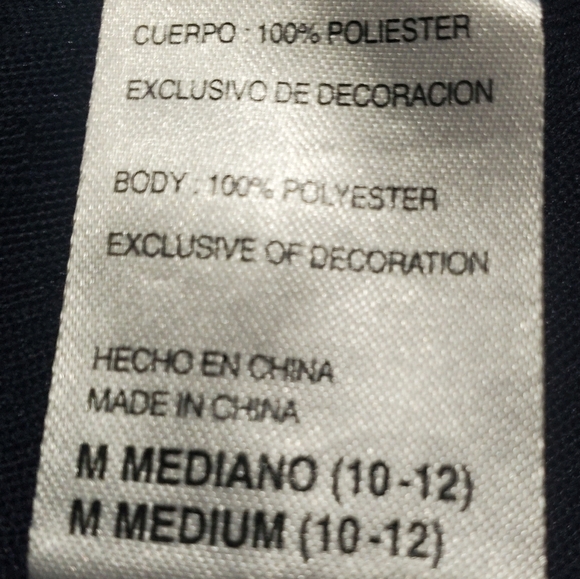 CUERPO : 100% POLIESTER
EXCLUSIVO DE DECORACION
BODY : 100% POLYESTER
EXCLUSIVE OF DECORATION
HECHO EN CHINA
MADE IN CHINA
M MEDIANO (10-12)
M MEDIUM (10-12)